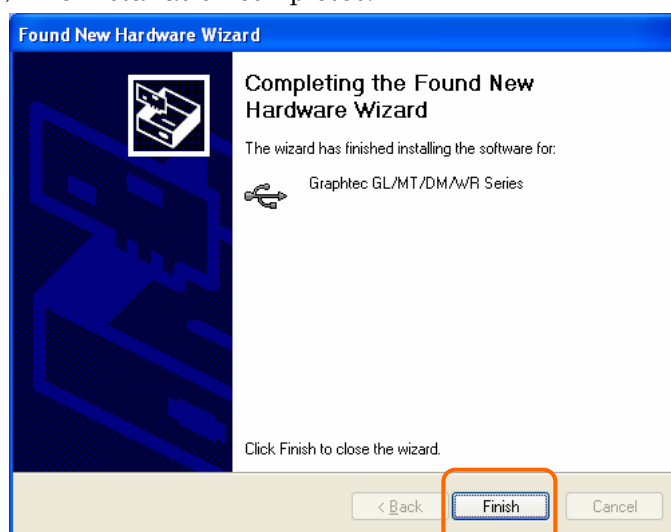 Found New Hardware Wizard
Completing the Found New
Hardware Wizard
The wizard has finished installing the software for:
Graphtec GL/MT/DM/WR Series
Click Finish to close the wizard.
< Back Finish Cancel